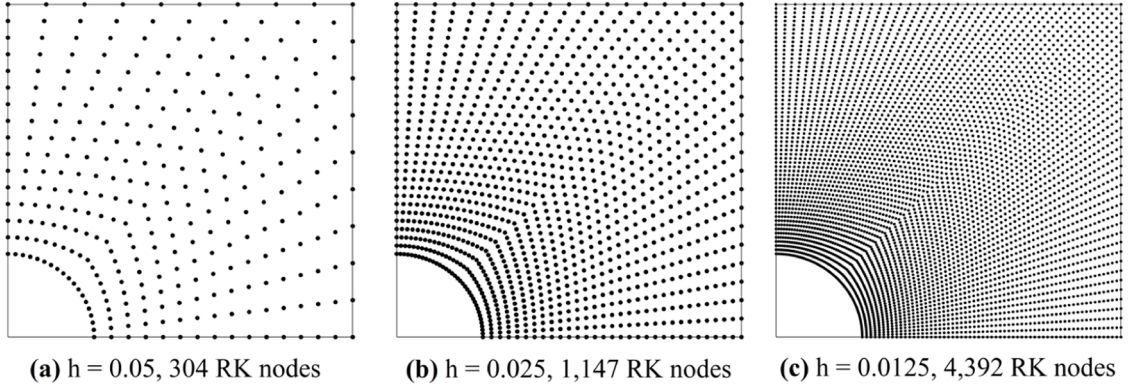 (a) h = 0.05, 304 RK nodes
(b) h = 0.025, 1,147 RK nodes
(c) h = 0.0125, 4,392 RK nodes